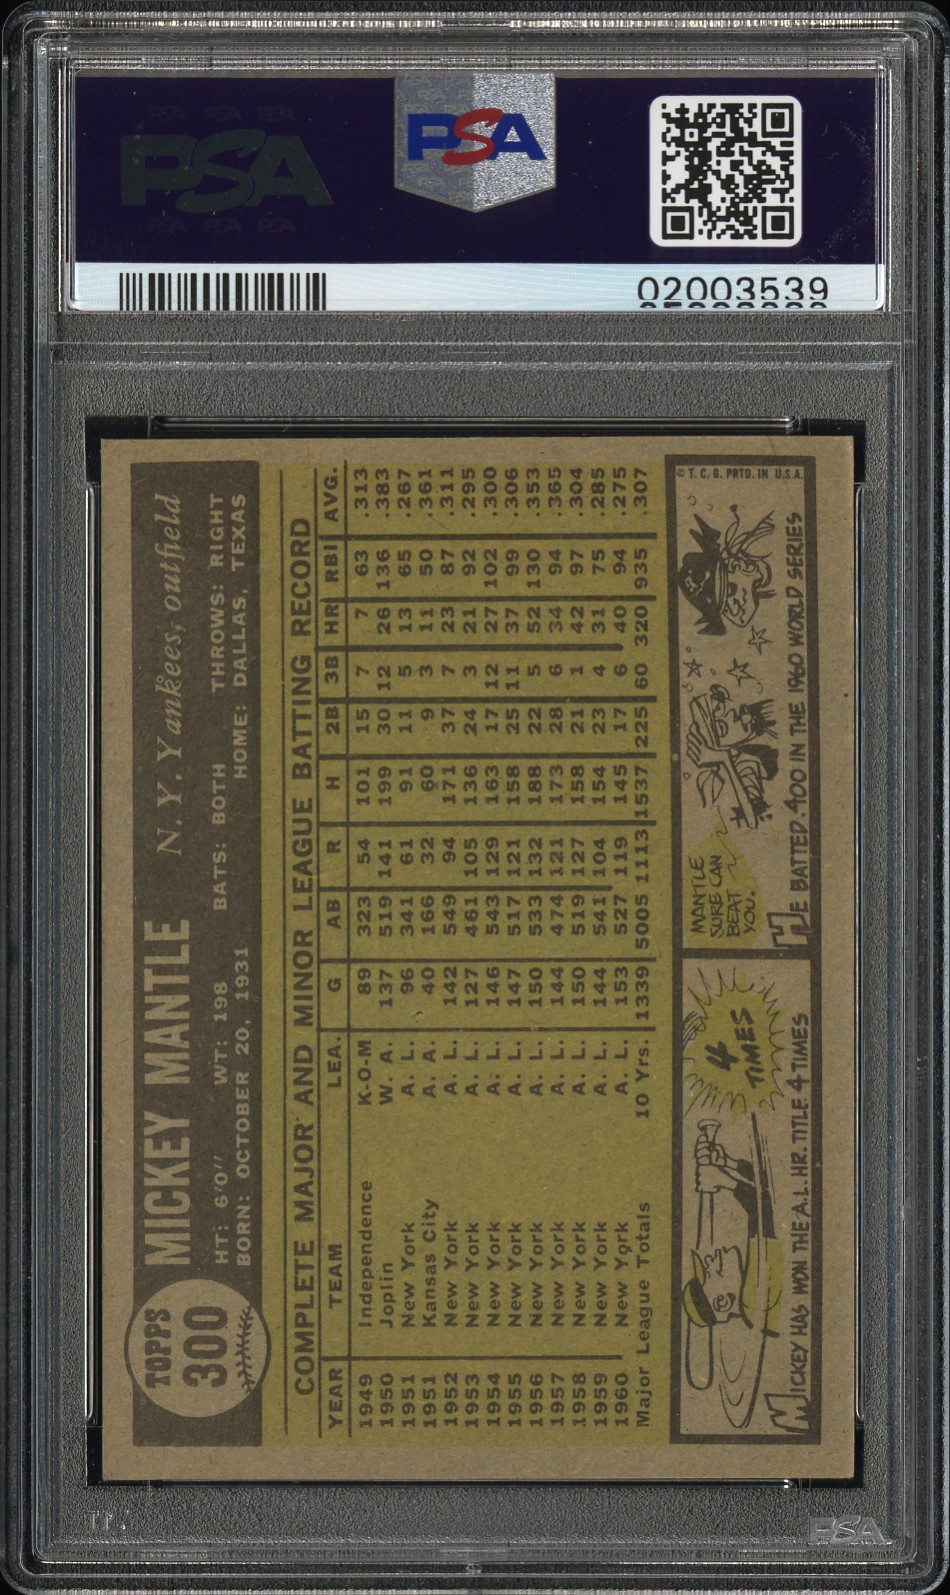 PSA PSA PSA
PSA
PSA PSA PSA
PSA
02003539
TOPPS
300
MICKEY MANTLE N. Y. Yankees, outfield
HT: 6'0" WT: 198 BATS: BOTH THROWS: RIGHT
BORN: OCTOBER 20, 1931 HOME: DALLAS, TEXAS
COMPLETE MAJOR AND MINOR LEAGUE BATTING RECORD
YEAR TEAM LEA. G AB R H 2B 3B HR RBI AVG.
1949 Independence K-O-M 89 323 54 101 15 7 7 63 .313
1950 Joplin W. A. 137 519 141 199 30 12 26 136 .383
1951 New York A. L. 96 341 61 91 11 5 13 65 .267
1951 Kansas City A. A. 40 166 32 60 9 3 11 50 .361
1952 New York A. L. 142 549 94 171 37 7 23 87 .311
1953 New York A. L. 127 461 105 136 24 3 21 92 .295
1954 New York A. L. 146 543 129 163 17 12 27 102 .300
1955 New York A. L. 147 517 121 158 25 11 37 99 .306
1956 New York A. L. 150 533 132 188 22 5 52 130 .353
1957 New York A. L. 144 474 121 173 28 6 34 94 .365
1958 New York A. L. 150 519 127 158 21 1 42 97 .304
1959 New York A. L. 144 541 104 154 23 4 31 75 .285
1960 New York A. L. 153 527 119 145 17 6 40 94 .275
Major League Totals 10 Yrs. 1339 5005 1113 1537 225 60 320 935 .307
4
TIMES
MICKEY HAS WON THE A.L. HR. TITLE 4 TIMES
MANTLE
SURE CAN
BEAT
YOU.
HE BATTED .400 IN THE 1960 WORLD SERIES
© T. C. G. PRTD. IN U.S.A.
PSA